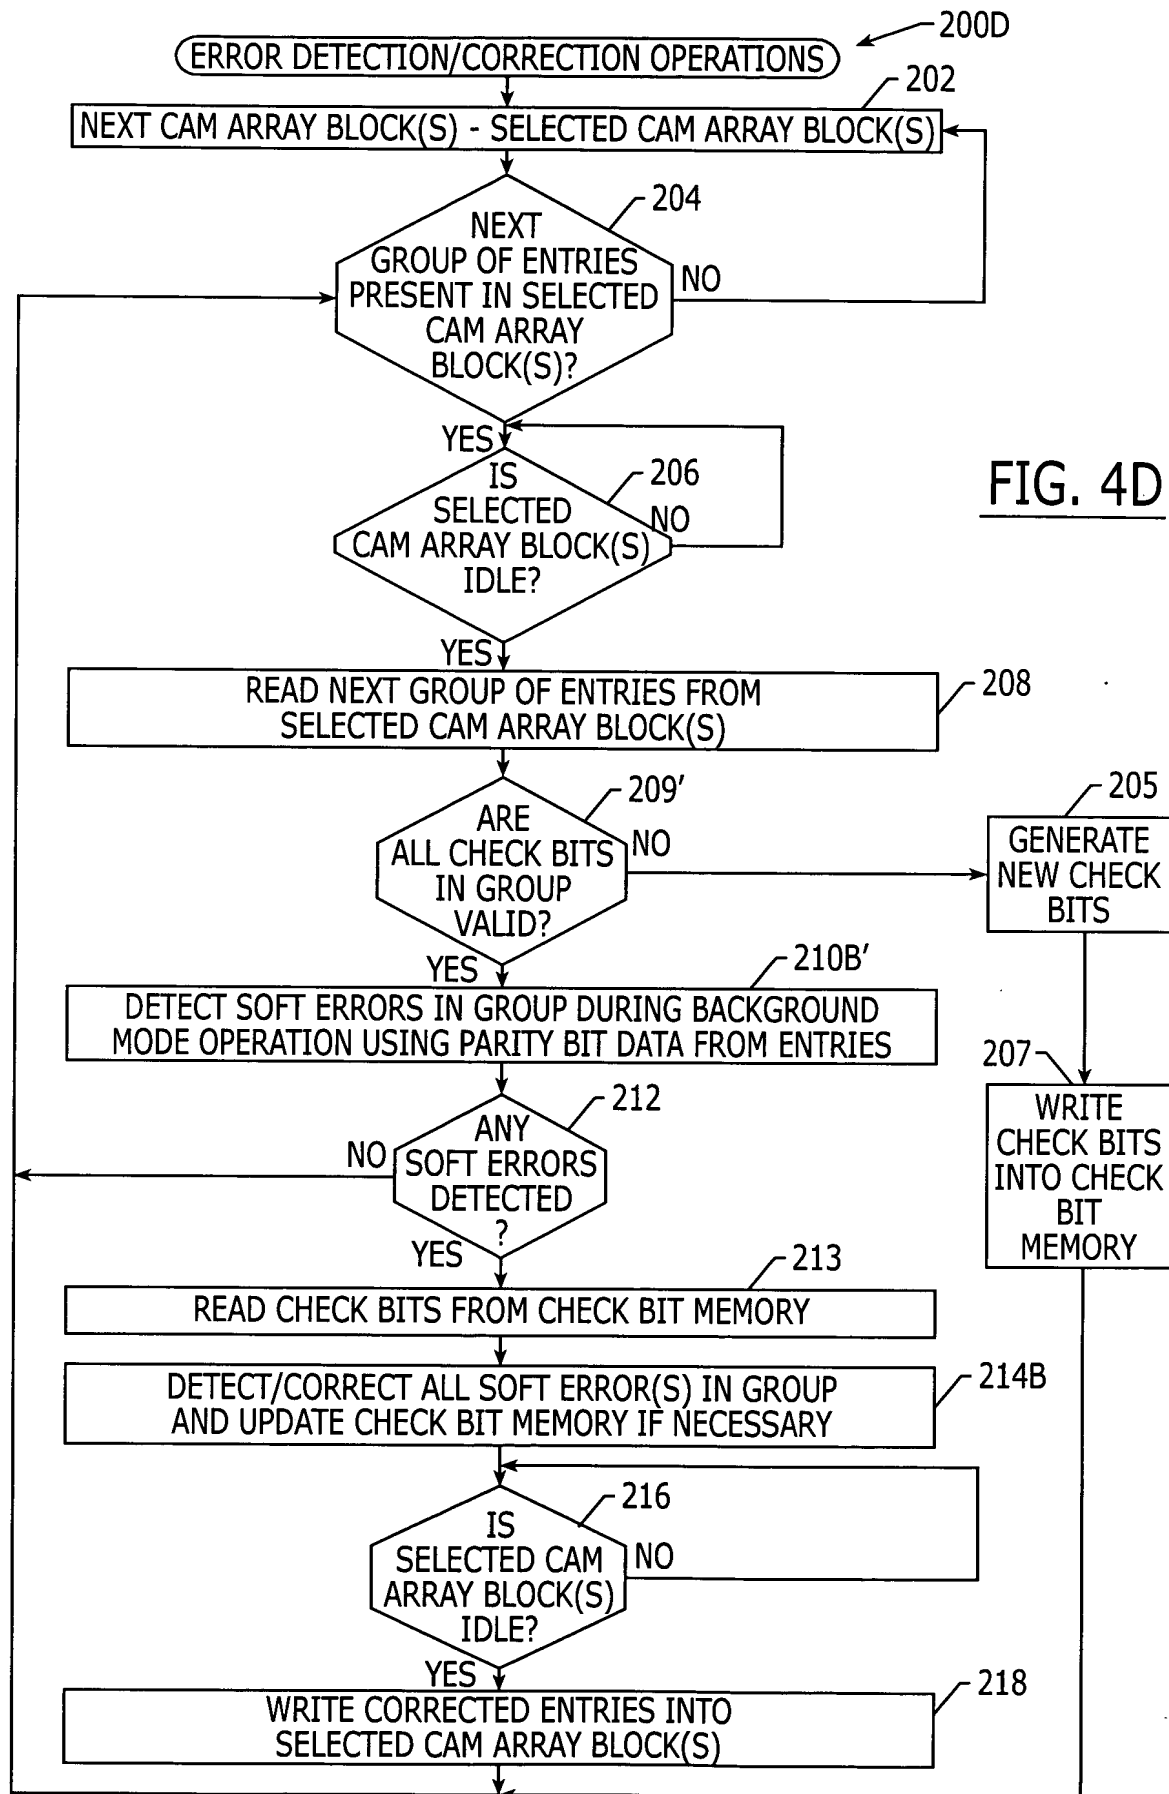 200D
ERROR DETECTION/CORRECTION OPERATIONS
202
NEXT CAM ARRAY BLOCK(S) - SELECTED CAM ARRAY BLOCK(S)
204
NEXT
GROUP OF ENTRIES
PRESENT IN SELECTED
CAM ARRAY
BLOCK(S)?
NO
YES
206
IS
SELECTED
CAM ARRAY BLOCK(S)
IDLE?
NO
FIG. 4D
YES
208
READ NEXT GROUP OF ENTRIES FROM
SELECTED CAM ARRAY BLOCK(S)
209'
ARE
ALL CHECK BITS
IN GROUP
VALID?
NO
205
GENERATE
NEW CHECK
BITS
YES
210B'
DETECT SOFT ERRORS IN GROUP DURING BACKGROUND
MODE OPERATION USING PARITY BIT DATA FROM ENTRIES
207
WRITE
CHECK BITS
INTO CHECK
BIT
MEMORY
212
ANY
SOFT ERRORS
DETECTED
?
NO
YES
213
READ CHECK BITS FROM CHECK BIT MEMORY
214B
DETECT/CORRECT ALL SOFT ERROR(S) IN GROUP
AND UPDATE CHECK BIT MEMORY IF NECESSARY
216
IS
SELECTED CAM
ARRAY BLOCK(S)
IDLE?
NO
YES
218
WRITE CORRECTED ENTRIES INTO
SELECTED CAM ARRAY BLOCK(S)